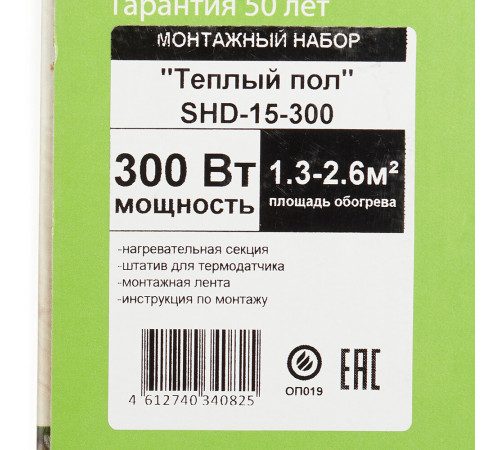 Гарантия 50 лет
МОНТАЖНЫЙ НАБОР
"Теплый пол"
SHD-15-300
300 Вт
мощность
1.3-2.6м²
площадь обогрева
-нагревательная секция
-штатив для термодатчика
-монтажная лента
-инструкция по монтажу
4 612740 340825
ОП019
ЕАС